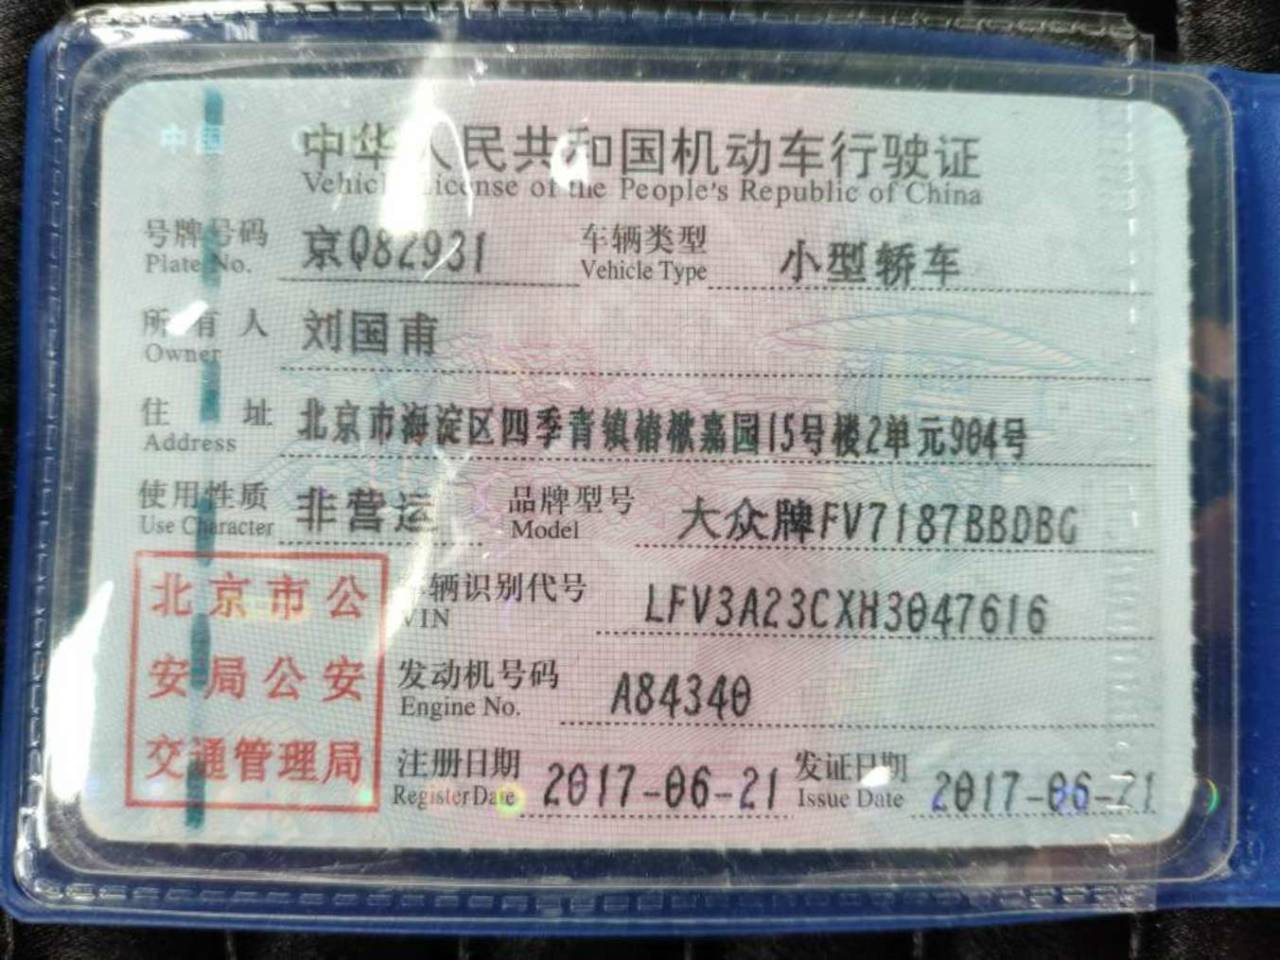 中国
中华人民共和国机动车行驶证
Vehicle License of the People's Republic of China
号牌号码 京Q82931 车辆类型 小型轿车
Plate No. Vehicle Type
所有人 刘国甫
Owner
住址 北京市海淀区四季青镇椿楸嘉园15号楼2单元904号
Address
使用性质 非营运 品牌型号 大众牌FV7187BBDBG
Use Character Model
北京市公
安局公安
交通管理局
车辆识别代号 LFV3A23CXH3047616
VIN
发动机号码 A84340
Engine No.
注册日期 2017-06-21 发证日期 2017-06-21
Register Date Issue Date